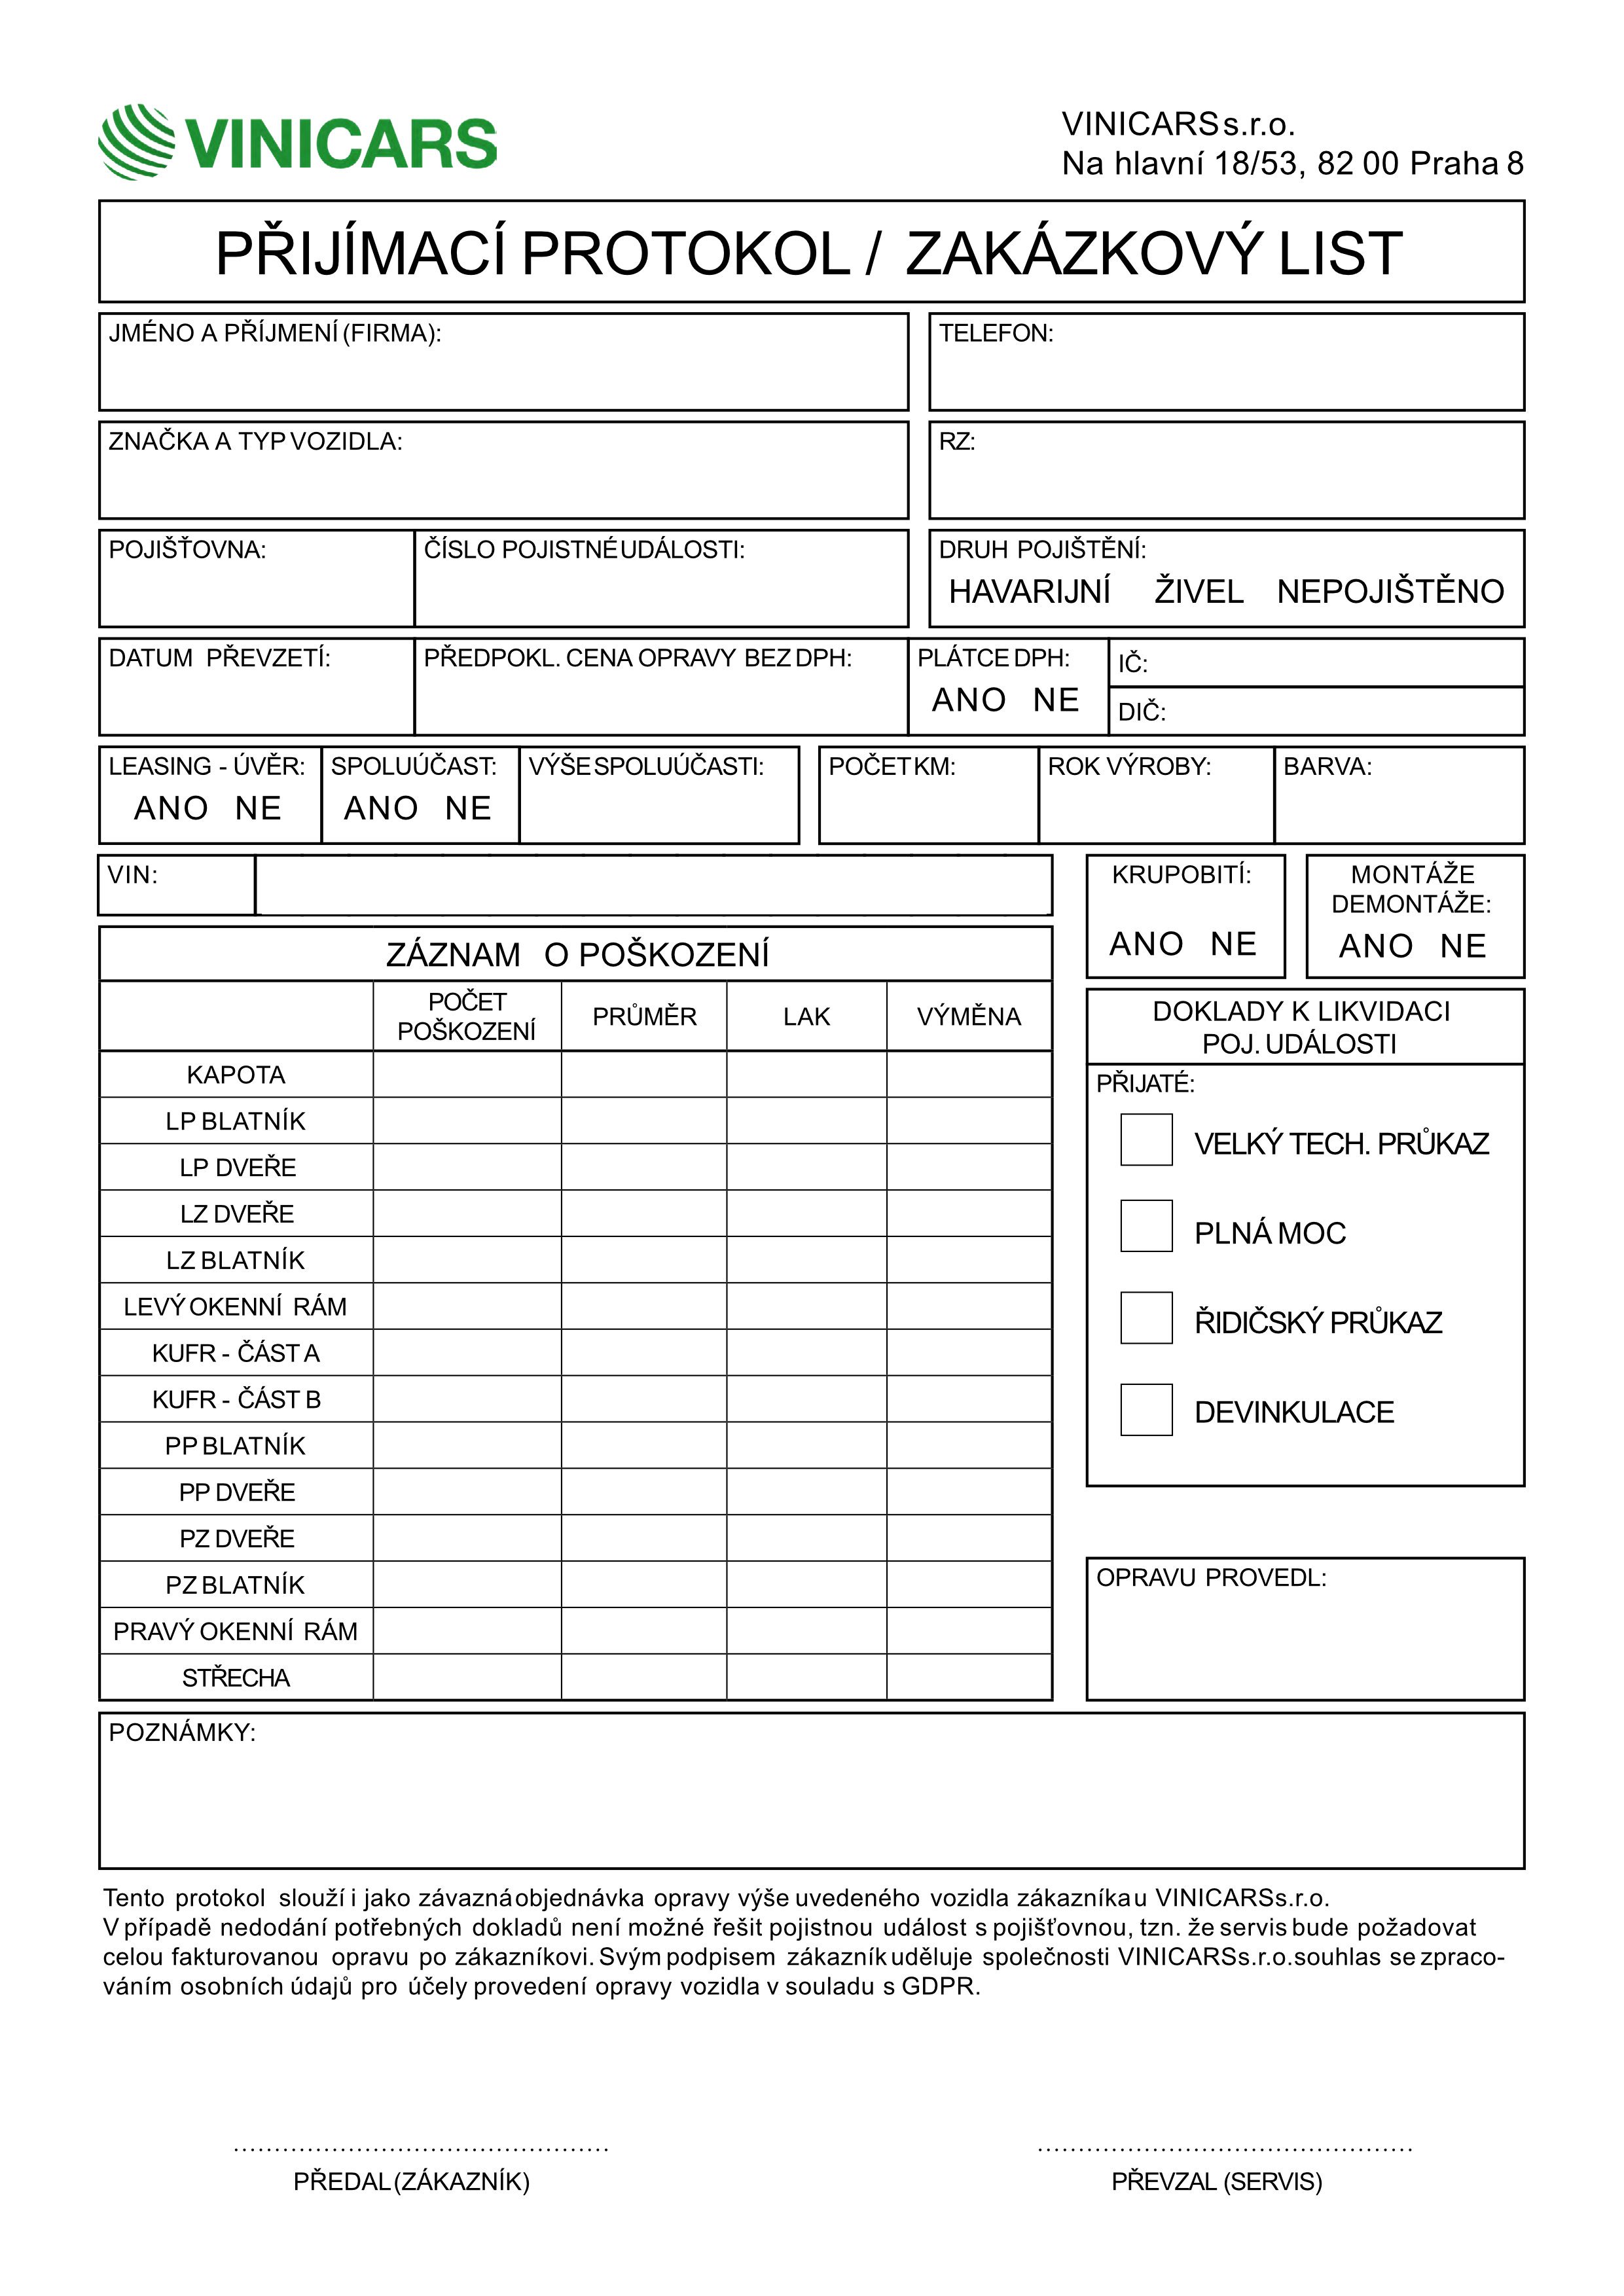 VINICARS
VINICARS s.r.o.
Na hlavní 18/53, 82 00 Praha 8
PŘIJÍMACÍ PROTOKOL / ZAKÁZKOVÝ LIST
JMÉNO A PŘÍJMENÍ (FIRMA):
TELEFON:
ZNAČKA A TYP VOZIDLA:
RZ:
POJIŠŤOVNA:
ČÍSLO POJISTNÉ UDÁLOSTI:
DRUH POJIŠTĚNÍ:
HAVARIJNÍ ŽIVEL NEPOJIŠTĚNO
DATUM PŘEVZETÍ:
PŘEDPOKL. CENA OPRAVY BEZ DPH:
PLÁTCE DPH:
ANO NE
IČ:
DIČ:
LEASING - ÚVĚR:
ANO NE
SPOLUÚČAST:
ANO NE
VÝŠE SPOLUÚČASTI:
POČET KM:
ROK VÝROBY:
BARVA:
VIN:
KRUPOBITÍ:
ANO NE
MONTÁŽE
DEMONTÁŽE:
ANO NE
ZÁZNAM O POŠKOZENÍ
POČET
POŠKOZENÍ
PRŮMĚR
LAK
VÝMĚNA
KAPOTA
LP BLATNÍK
LP DVEŘE
LZ DVEŘE
LZ BLATNÍK
LEVÝ OKENNÍ RÁM
KUFR - ČÁST A
KUFR - ČÁST B
PP BLATNÍK
PP DVEŘE
PZ DVEŘE
PZ BLATNÍK
PRAVÝ OKENNÍ RÁM
STŘECHA
DOKLADY K LIKVIDACI
POJ. UDÁLOSTI
PŘIJATÉ:
VELKÝ TECH. PRŮKAZ
PLNÁ MOC
ŘIDIČSKÝ PRŮKAZ
DEVINKULACE
OPRAVU PROVEDL:
POZNÁMKY:
Tento protokol slouží i jako závazná objednávka opravy výše uvedeného vozidla zákazníka u VINICARS s.r.o.
V případě nedodání potřebných dokladů není možné řešit pojistnou událost s pojišťovnou, tzn. že servis bude požadovat
celou fakturovanou opravu po zákazníkovi. Svým podpisem zákazník uděluje společnosti VINICARS s.r.o. souhlas se zpraco-
váním osobních údajů pro účely provedení opravy vozidla v souladu s GDPR.
PŘEDAL (ZÁKAZNÍK)
PŘEVZAL (SERVIS)